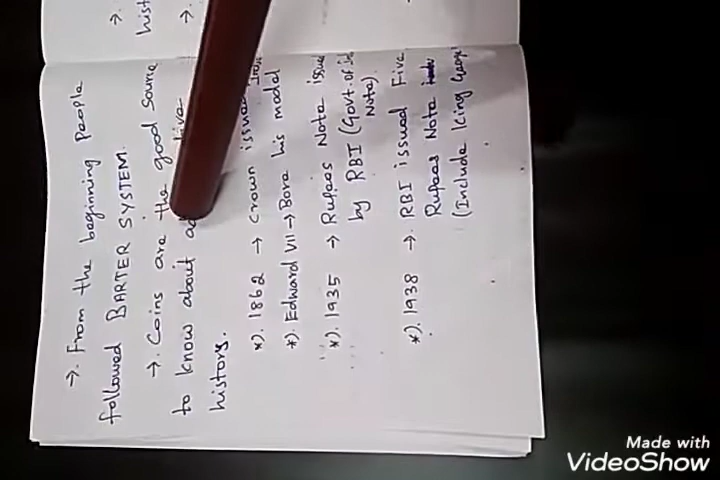 →. From the beginning People
followed BARTER SYSTEM.
→. Coins are the good source
to know about
history.
*). 1862 → Crown
*). Edward VII → Bore his model
*). 1935 → Rupees Note
by RBI (Govt. of
Note).
*). 1938 →. RBI issued Five
Rupees Note
(Include King
→.
hist
→.
Made with
VideoShow